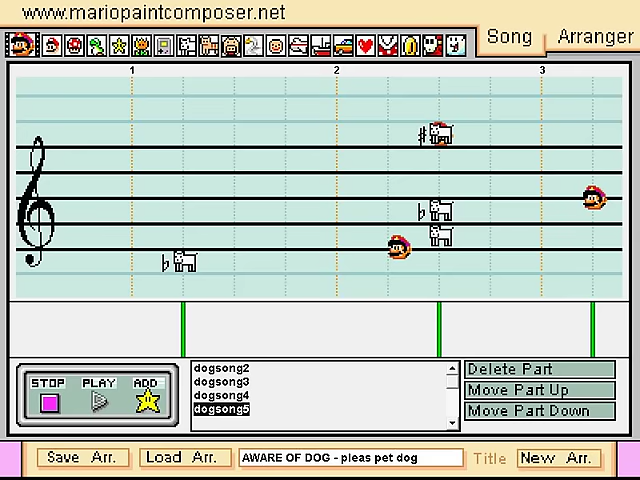 www.mariopaintcomposer.net
Song Arranger
1 2 3
♯
♭
♭
STOP PLAY ADD
dogsong2
dogsong3
dogsong4
dogsong5
Delete Part
Move Part Up
Move Part Down
Save Arr. Load Arr. AWARE OF DOG - pleas pet dog Title New Arr.